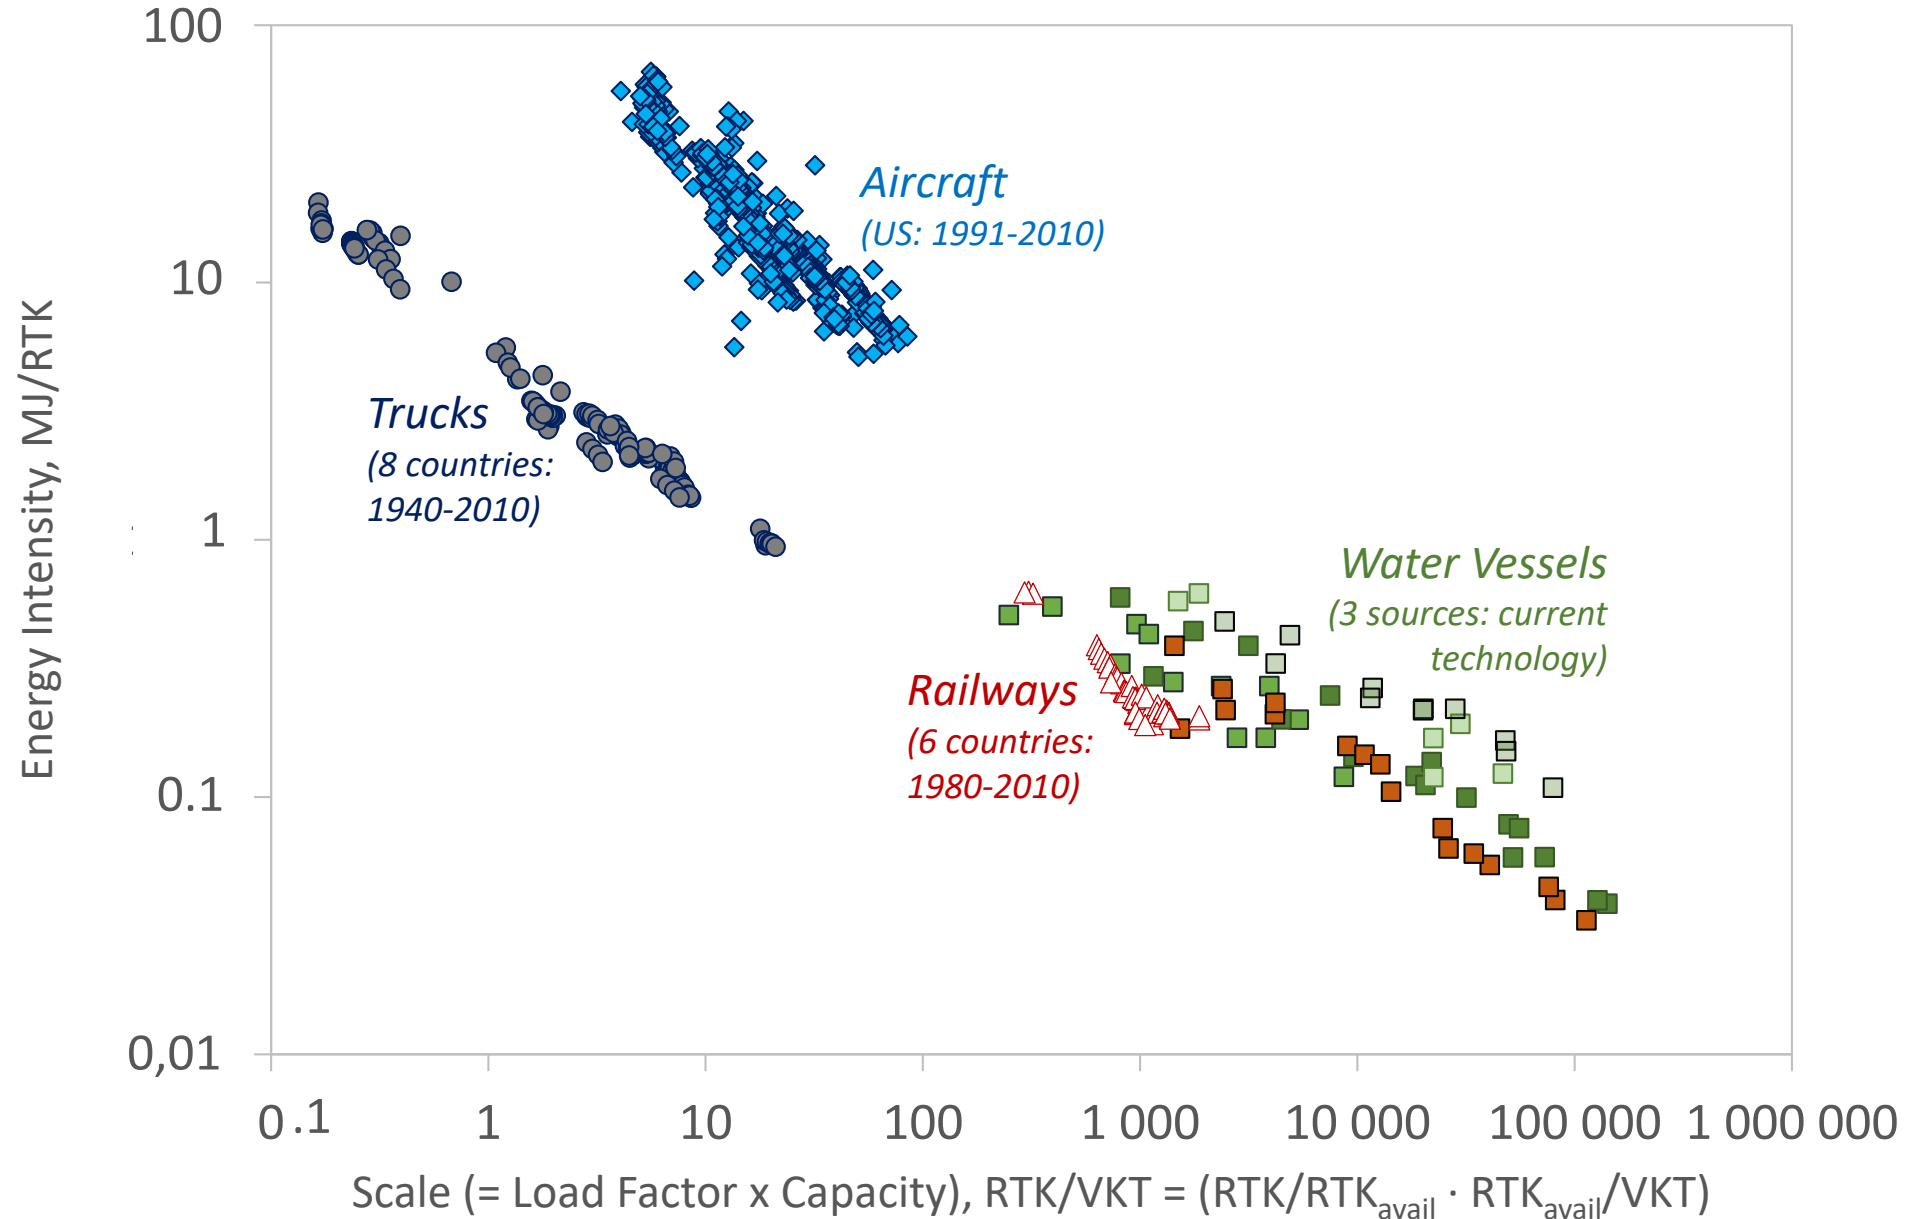 100
10
1
0.1
0,01
Energy Intensity, MJ/RTK
Aircraft
(US: 1991-2010)
Trucks
(8 countries:
1940-2010)
Water Vessels
(3 sources: current
technology)
Railways
(6 countries:
1980-2010)
0.1 1 10 100 1 000 10 000 100 000 1 000 000
Scale (= Load Factor x Capacity), RTK/VKT = (RTK/RTKavail · RTKavail/VKT)